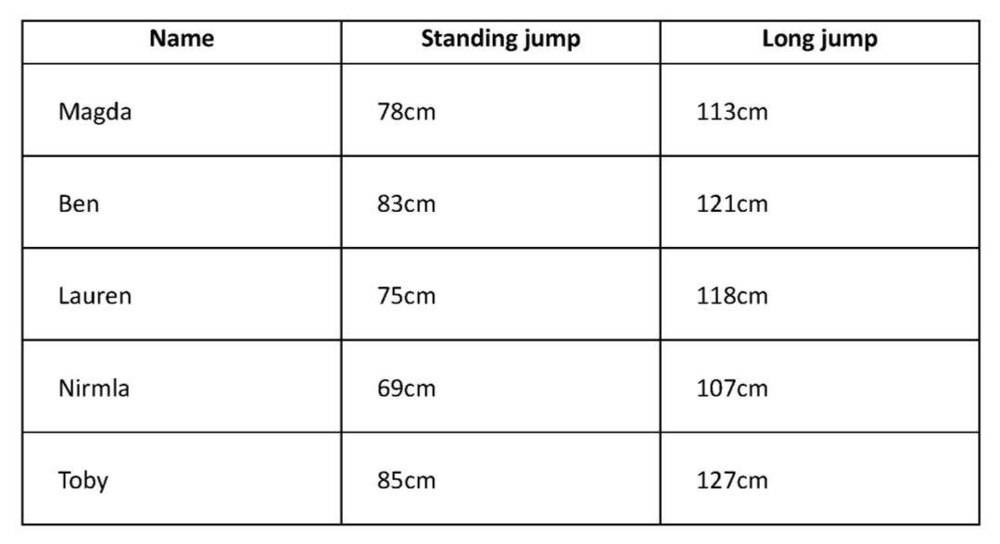 Name Standing jump Long jump
Magda 78cm 113cm
Ben 83cm 121cm
Lauren 75cm 118cm
Nirmla 69cm 107cm
Toby 85cm 127cm